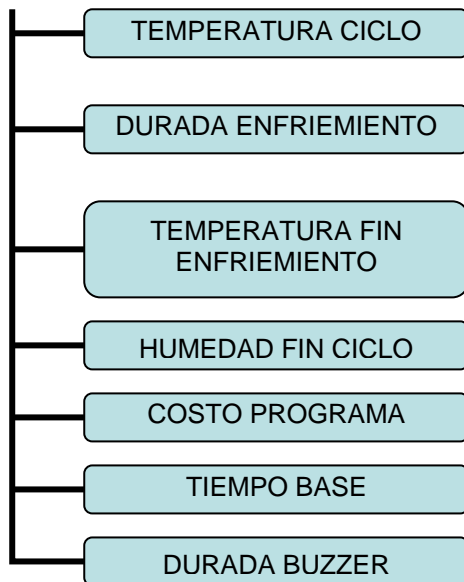 TEMPERATURA CICLO
DURADA ENFRIEMIENTO
TEMPERATURA FIN
ENFRIEMIENTO
HUMEDAD FIN CICLO
COSTO PROGRAMA
TIEMPO BASE
DURADA BUZZER